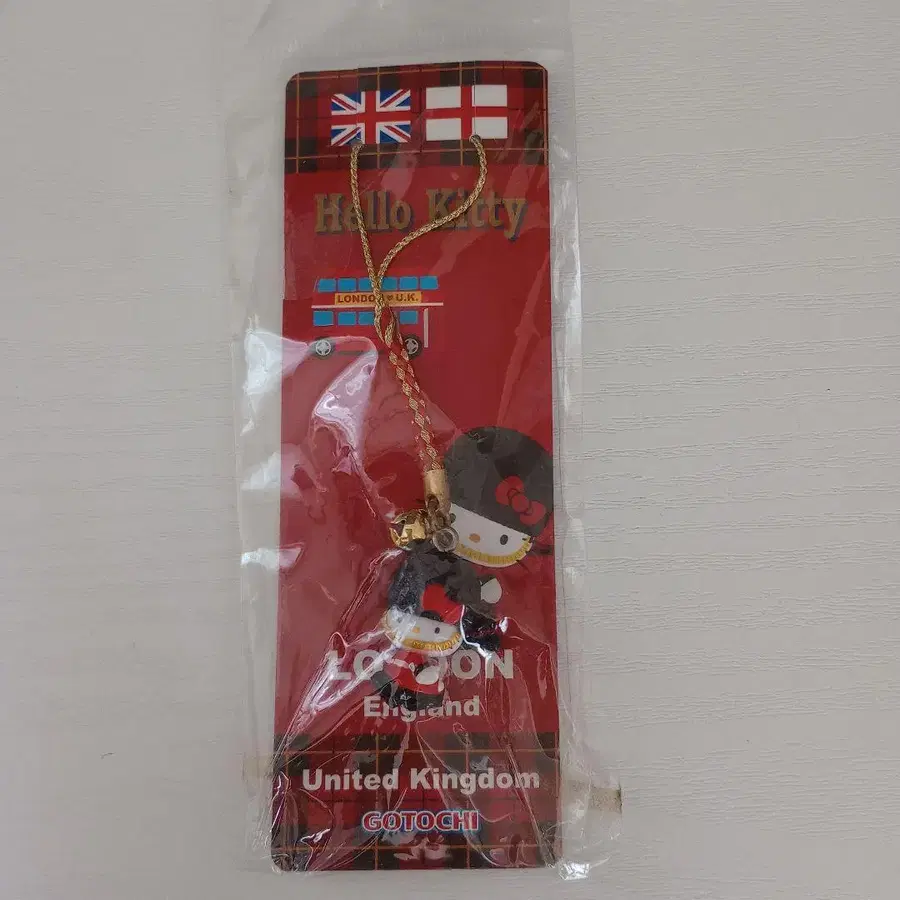 Hello Kitty
LONDON U.K.
LONDON
England
United Kingdom
GOTOCHI